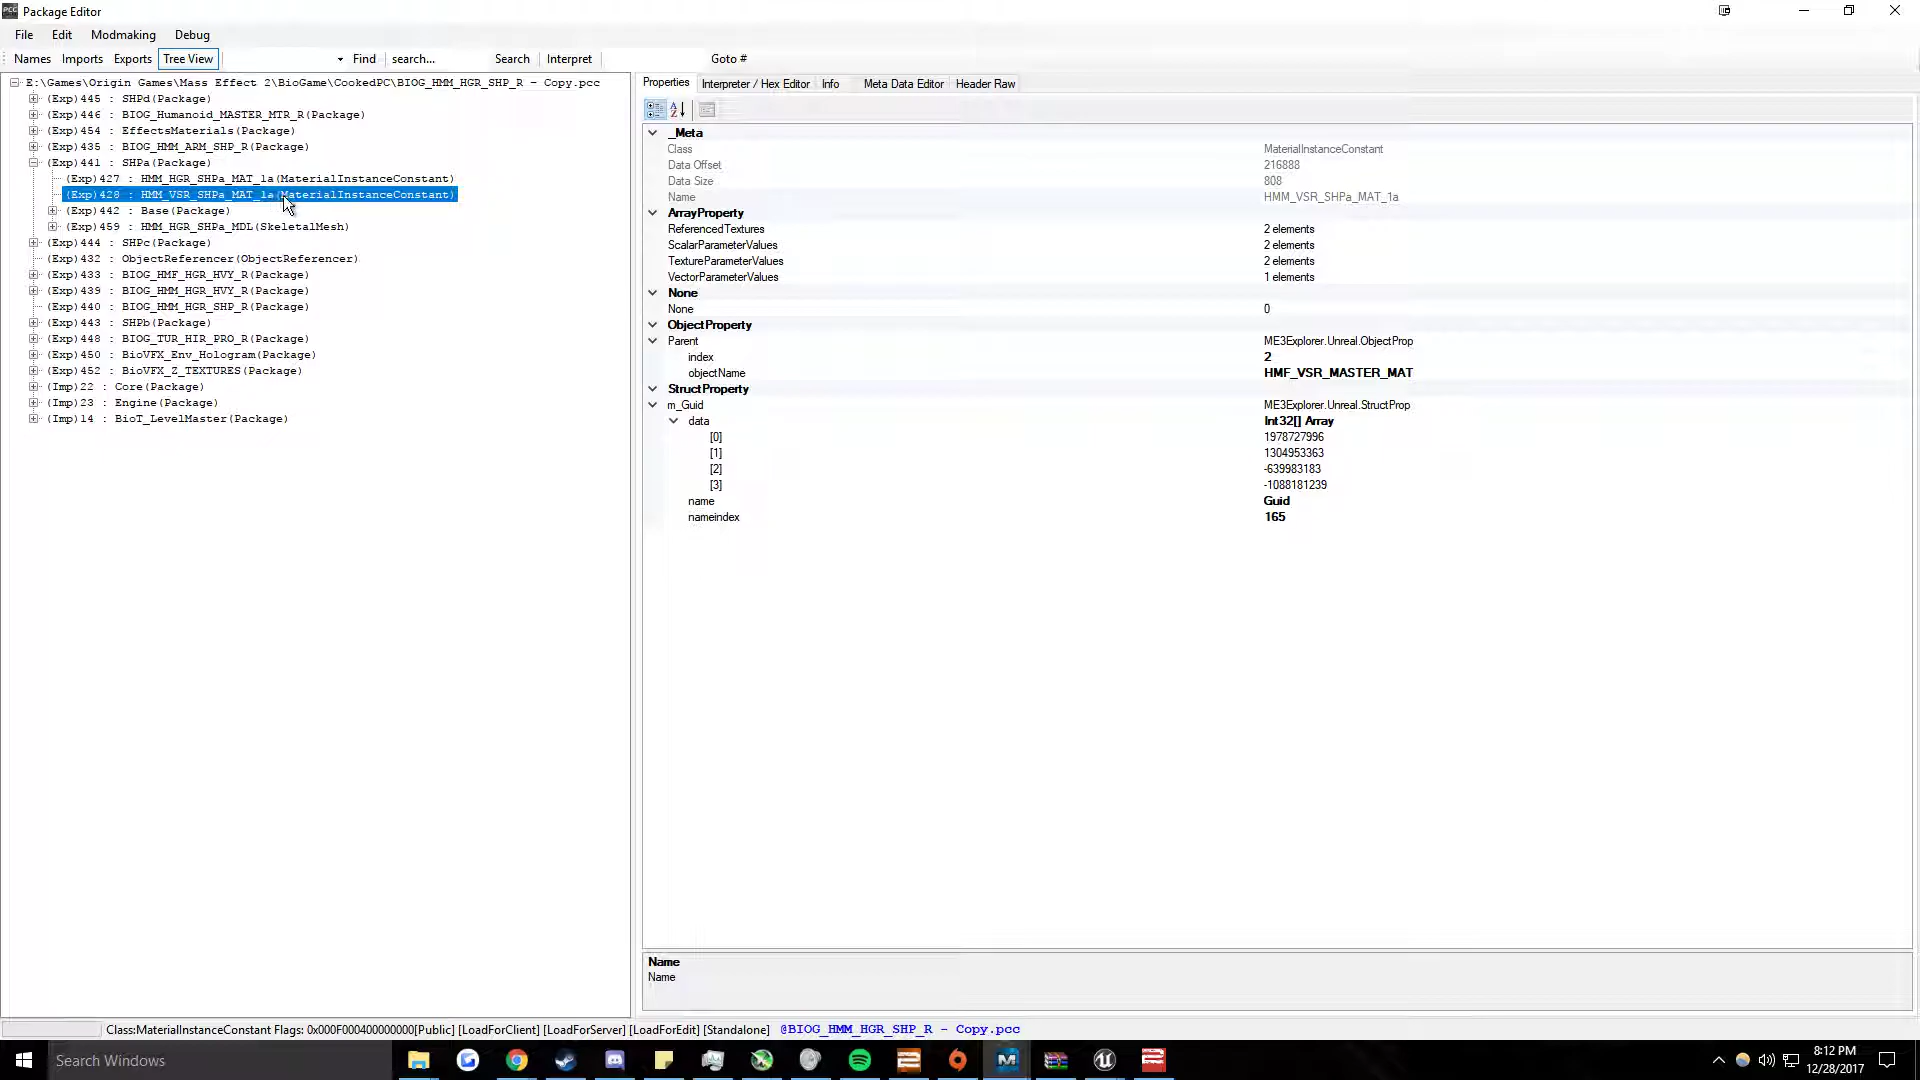 Package Editor
File Edit Modmaking Debug
Names Imports Exports Tree View Find search... Search Interpret Goto #
E:\Games\Origin Games\Mass Effect 2\BioGame\CookedPC\BIOG_HMM_HGR_SHP_R - Copy.pcc
(Exp)445 : SHPd(Package)
(Exp)446 : BIOG_Humanoid_MASTER_MTR_R(Package)
(Exp)454 : EffectsMaterials(Package)
(Exp)435 : BIOG_HMM_ARM_SHP_R(Package)
(Exp)441 : SHPa(Package)
(Exp)427 : HMM_HGR_SHPa_MAT_1a(MaterialInstanceConstant)
(Exp)428 : HMM_VSR_SHPa_MAT_1a(MaterialInstanceConstant)
(Exp)442 : Base(Package)
(Exp)459 : HMM_HGR_SHPa_MDL(SkeletalMesh)
(Exp)444 : SHPc(Package)
(Exp)432 : ObjectReferencer(ObjectReferencer)
(Exp)433 : BIOG_HMF_HGR_HVY_R(Package)
(Exp)439 : BIOG_HMM_HGR_HVY_R(Package)
(Exp)440 : BIOG_HMM_HGR_SHP_R(Package)
(Exp)443 : SHPb(Package)
(Exp)448 : BIOG_TUR_HIR_PRO_R(Package)
(Exp)450 : BioVFX_Env_Hologram(Package)
(Exp)452 : BioVFX_Z_TEXTURES(Package)
(Imp)22 : Core(Package)
(Imp)23 : Engine(Package)
(Imp)14 : BioT_LevelMaster(Package)
Properties Interpreter / Hex Editor Info Meta Data Editor Header Raw
_Meta
Class MaterialInstanceConstant
Data Offset 216888
Data Size 808
Name HMM_VSR_SHPa_MAT_1a
ArrayProperty
ReferencedTextures 2 elements
ScalarParameterValues 2 elements
TextureParameterValues 2 elements
VectorParameterValues 1 elements
None
None 0
ObjectProperty
Parent ME3Explorer.Unreal.ObjectProp
index 2
objectName HMF_VSR_MASTER_MAT
StructProperty
m_Guid ME3Explorer.Unreal.StructProp
data Int32[] Array
[0] 1978727996
[1] 1304953363
[2] -639983183
[3] -1088181239
name Guid
nameindex 165
Name
Name
Class:MaterialInstanceConstant Flags: 0x000F000400000000[Public] [LoadForClient] [LoadForServer] [LoadForEdit] [Standalone] @BIOG_HMM_HGR_SHP_R - Copy.pcc
Search Windows
8:12 PM
12/28/2017